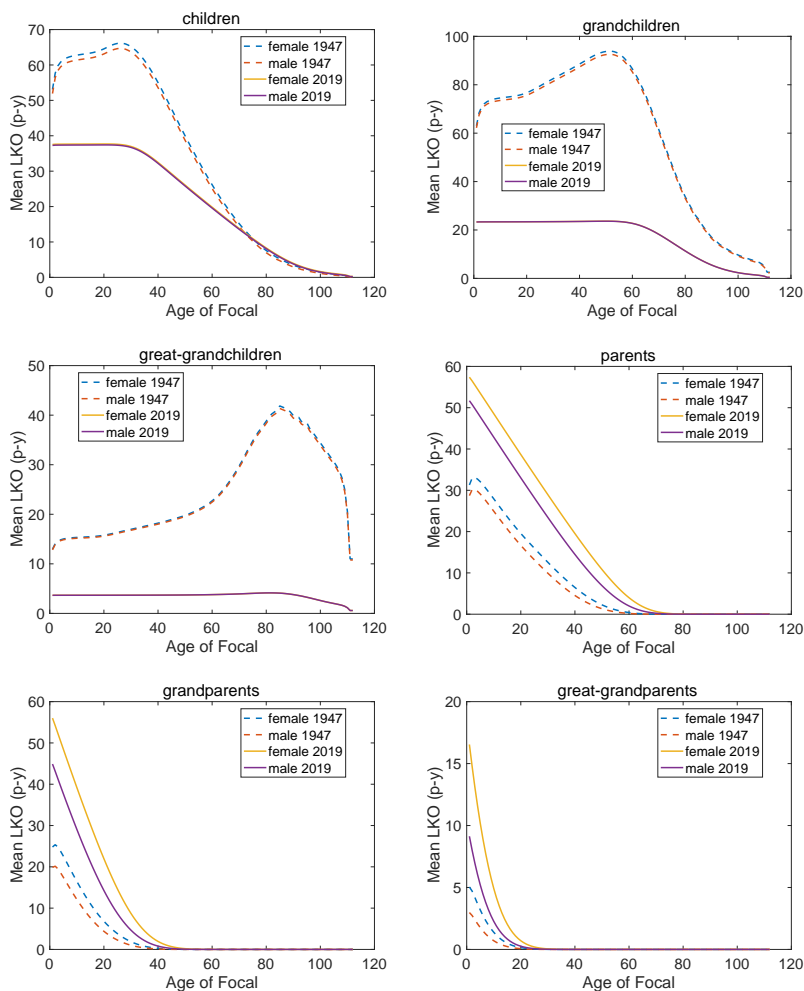 children
Mean LKO (p-y)
70
60
50
40
30
20
10
0
female 1947
male 1947
female 2019
male 2019
0 20 40 60 80 100 120
Age of Focal
grandchildren
Mean LKO (p-y)
100
80
60
40
20
0
female 1947
male 1947
female 2019
male 2019
0 20 40 60 80 100 120
Age of Focal
great-grandchildren
Mean LKO (p-y)
50
40
30
20
10
0
female 1947
male 1947
female 2019
male 2019
0 20 40 60 80 100 120
Age of Focal
parents
Mean LKO (p-y)
60
50
40
30
20
10
0
female 1947
male 1947
female 2019
male 2019
0 20 40 60 80 100 120
Age of Focal
grandparents
Mean LKO (p-y)
60
50
40
30
20
10
0
female 1947
male 1947
female 2019
male 2019
0 20 40 60 80 100 120
Age of Focal
great-grandparents
Mean LKO (p-y)
20
15
10
5
0
female 1947
male 1947
female 2019
male 2019
0 20 40 60 80 100 120
Age of Focal